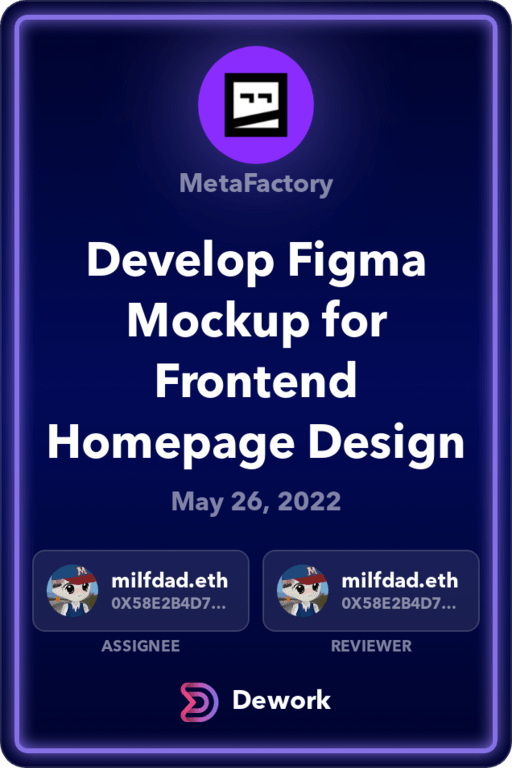 MetaFactory
Develop Figma
Mockup for
Frontend
Homepage Design
May 26, 2022
milfdad.eth
0X58E2B4D7...
ASSIGNEE
milfdad.eth
0X58E2B4D7...
REVIEWER
Dework